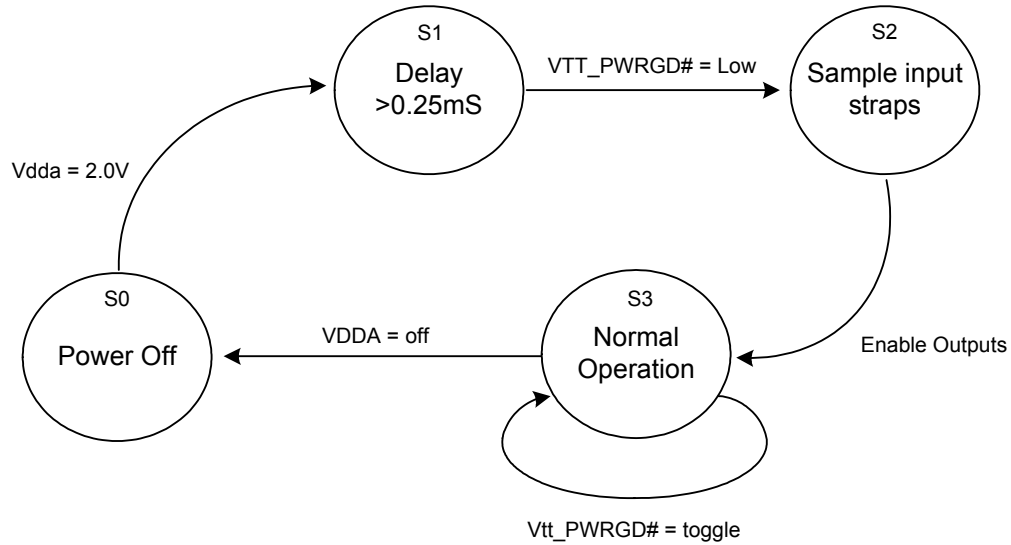 S1
Delay
>0.25mS
VTT_PWRGD# = Low
S2
Sample input
straps
Vdda = 2.0V
S0
Power Off
VDDA = off
S3
Normal
Operation
Enable Outputs
Vtt_PWRGD# = toggle